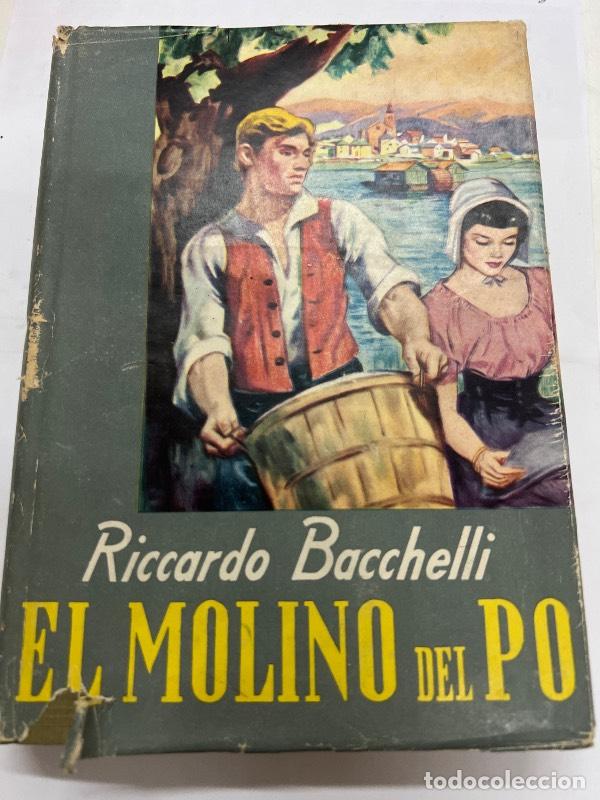 Riccardo Bacchelli
EL MOLINO DEL PO
todocoleccion